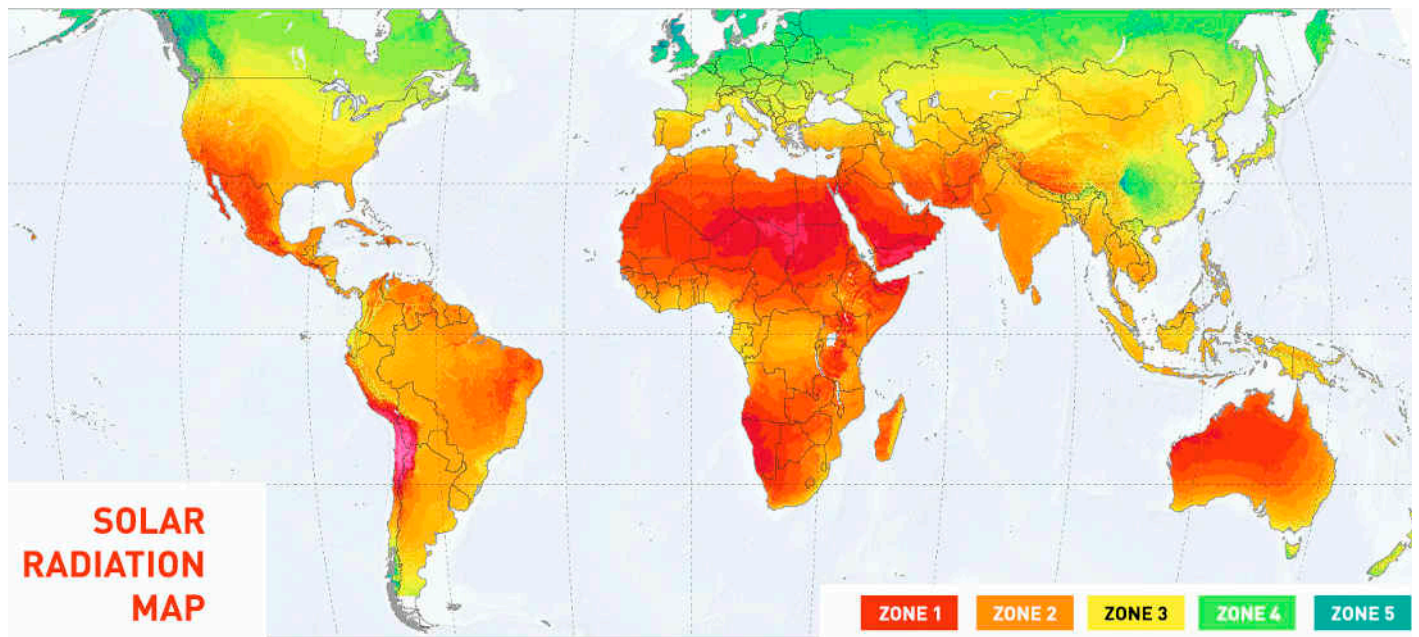 SOLAR
RADIATION
MAP
ZONE 1
ZONE 2
ZONE 3
ZONE 4
ZONE 5